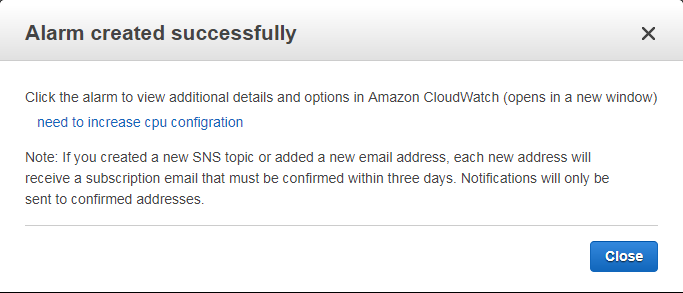 Alarm created successfully
Click the alarm to view additional details and options in Amazon CloudWatch (opens in a new window)
need to increase cpu configration
Note: If you created a new SNS topic or added a new email address, each new address will
receive a subscription email that must be confirmed within three days. Notifications will only be
sent to confirmed addresses.
Close